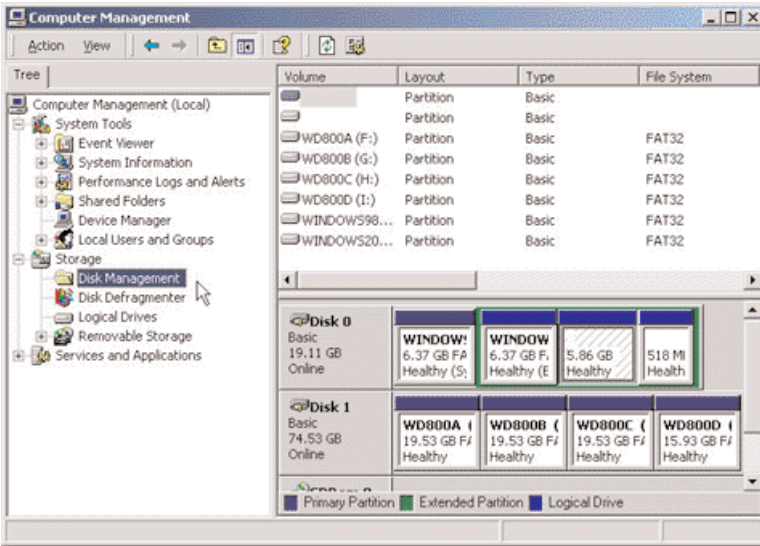 Computer Management
Action View
Tree
Volume Layout Type File System
Computer Management (Local)
System Tools
Event Viewer
System Information
Performance Logs and Alerts
Shared Folders
Device Manager
Local Users and Groups
Storage
Disk Management
Disk Defragmenter
Logical Drives
Removable Storage
Services and Applications
Partition Basic
Partition Basic
WD800A (F:) Partition Basic FAT32
WD800B (G:) Partition Basic FAT32
WD800C (H:) Partition Basic FAT32
WD800D (I:) Partition Basic FAT32
WINDOWS98... Partition Basic FAT32
WINDOWS20... Partition Basic FAT32
Disk 0
Basic
19.11 GB
Online
WINDOW WINDOW
6.37 GB FA 6.37 GB F 5.86 GB 518 M
Healthy (S Healthy (E Healthy Health
Disk 1
Basic
74.53 GB
Online
WD800A ( WD800B ( WD800C ( WD800D (
19.53 GB F 19.53 GB F 19.53 GB F 15.93 GB F
Healthy Healthy Healthy Healthy
Primary Partition Extended Partition Logical Drive